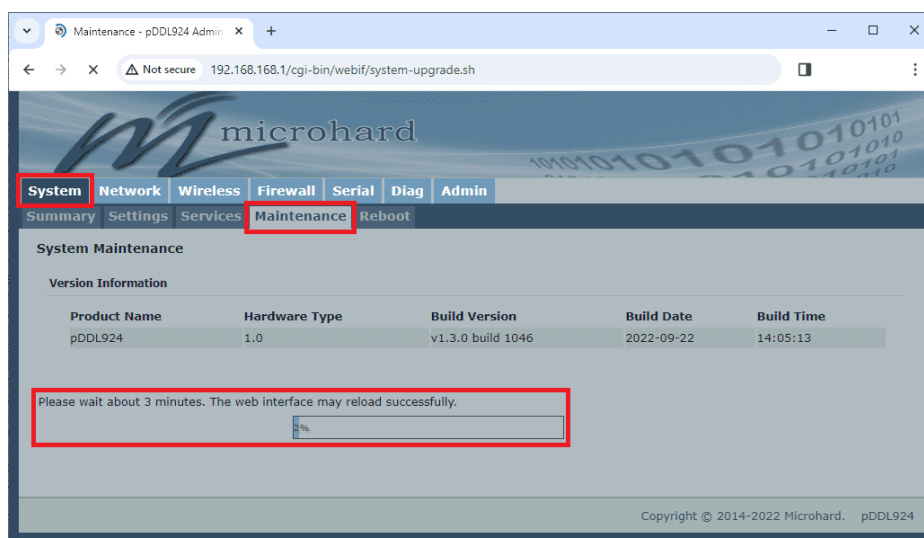 Maintenance - pDDL924 Admin
Not secure 192.168.168.1/cgi-bin/webif/system-upgrade.sh
microhard
System Network Wireless Firewall Serial Diag Admin
Summary Settings Services Maintenance Reboot
System Maintenance
Version Information
Product Name Hardware Type Build Version Build Date Build Time
pDDL924 1.0 v1.3.0 build 1046 2022-09-22 14:05:13
Please wait about 3 minutes. The web interface may reload successfully.
2%
Copyright © 2014-2022 Microhard. pDDL924